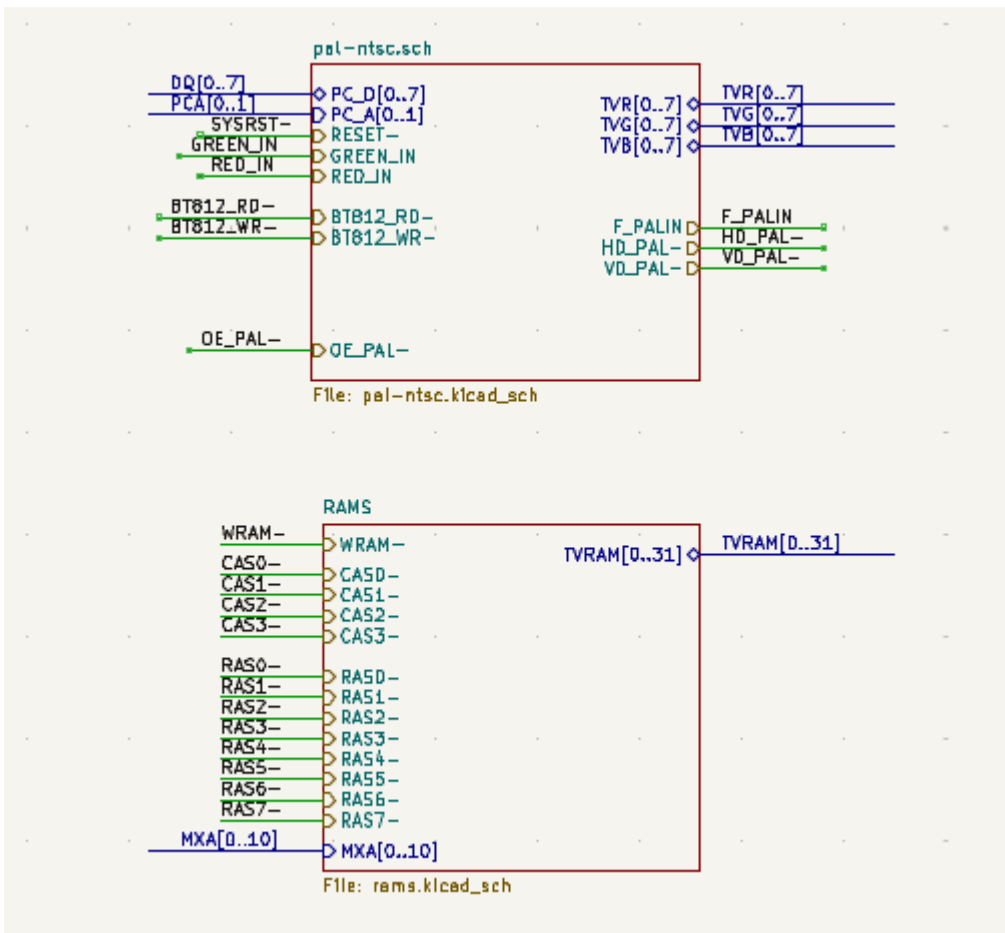 pal-ntsc.sch
DQ[0..7]
PC_D[0..7]
TVR[0..7]
TVR[0..7]
PCA[0..1]
PC_A[0..1]
TVG[0..7]
TVG[0..7]
SYSRST-
RESET-
TVB[0..7]
TVB[0..7]
GREEN_IN
GREEN_IN
RED_IN
RED_IN
BT812_RD-
BT812_RD-
F_PALIN
F_PALIN
BT812_WR-
BT812_WR-
HD_PAL-
HD_PAL-
VD_PAL-
VD_PAL-
OE_PAL-
OE_PAL-
File: pal-ntsc.kicad_sch
RAMS
WRAM-
WRAM-
TVRAM[0..31]
TVRAM[0..31]
CAS0-
CAS0-
CAS1-
CAS1-
CAS2-
CAS2-
CAS3-
CAS3-
RAS0-
RAS0-
RAS1-
RAS1-
RAS2-
RAS2-
RAS3-
RAS3-
RAS4-
RAS4-
RAS5-
RAS5-
RAS6-
RAS6-
RAS7-
RAS7-
MXA[0..10]
MXA[0..10]
File: rams.kicad_sch